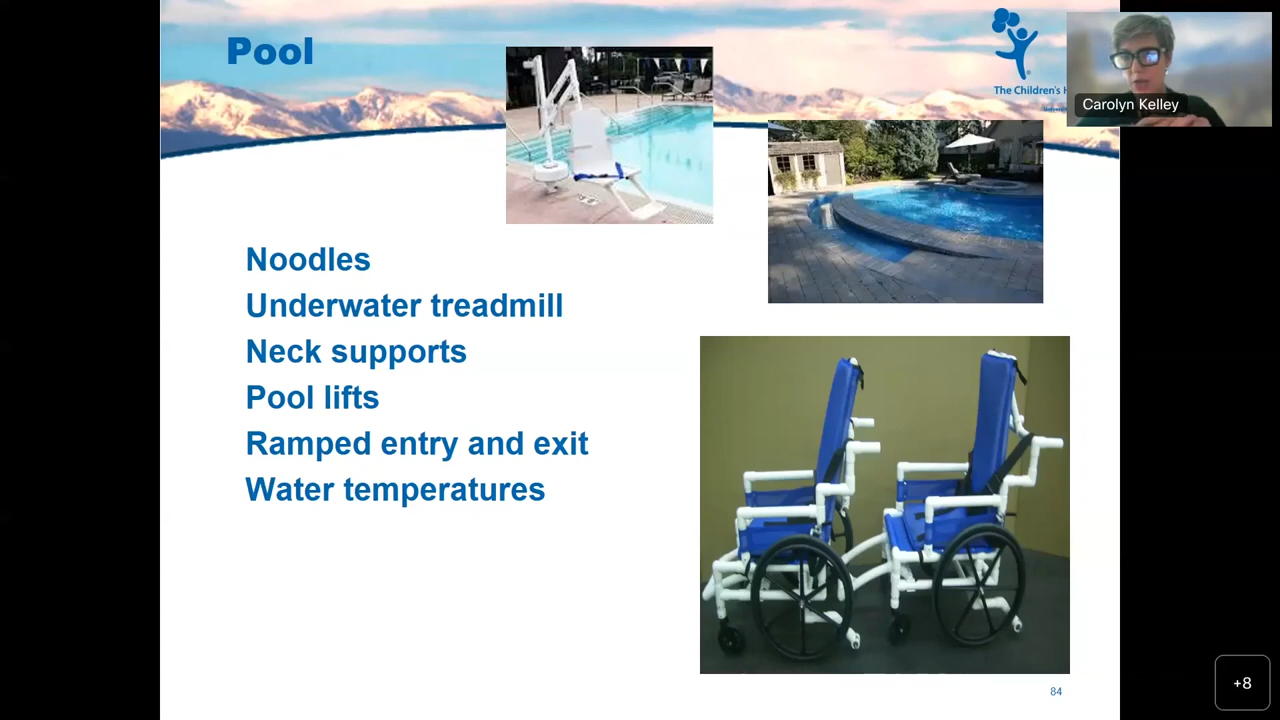 Pool
The Children's H
Carolyn Kelley
Noodles
Underwater treadmill
Neck supports
Pool lifts
Ramped entry and exit
Water temperatures
84
+8